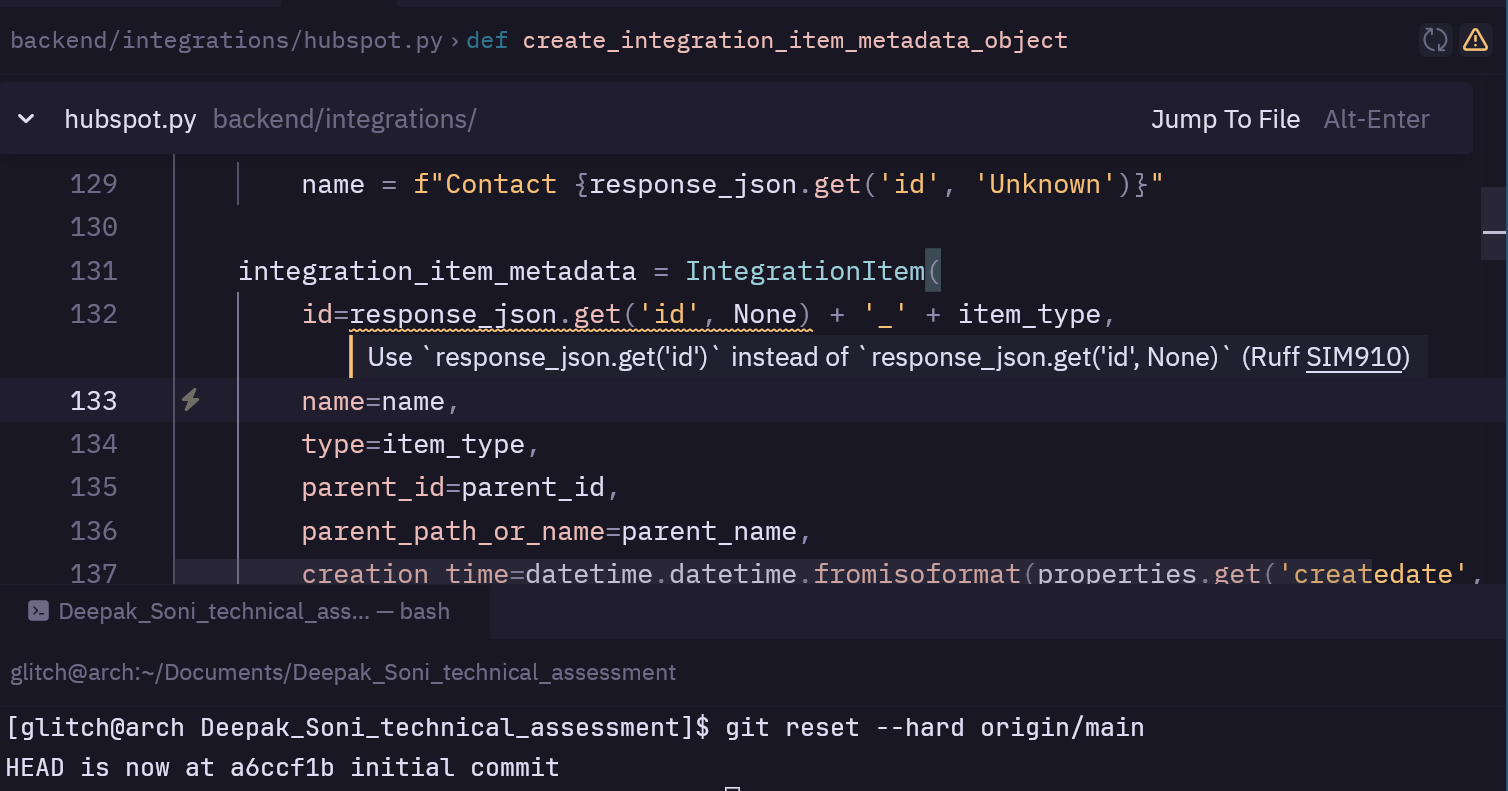 backend/integrations/hubspot.py › def create_integration_item_metadata_object
hubspot.py backend/integrations/ Jump To File Alt-Enter
129 name = f"Contact {response_json.get('id', 'Unknown')}"
130
131 integration_item_metadata = IntegrationItem(
132 id=response_json.get('id', None) + '_' + item_type,
Use `response_json.get('id')` instead of `response_json.get('id', None)` (Ruff SIM910)
133 name=name,
134 type=item_type,
135 parent_id=parent_id,
136 parent_path_or_name=parent_name,
137 creation_time=datetime.datetime.fromisoformat(properties.get('createdate',
Deepak_Soni_technical_ass... — bash
glitch@arch:~/Documents/Deepak_Soni_technical_assessment
[glitch@arch Deepak_Soni_technical_assessment]$ git reset --hard origin/main
HEAD is now at a6ccf1b initial commit